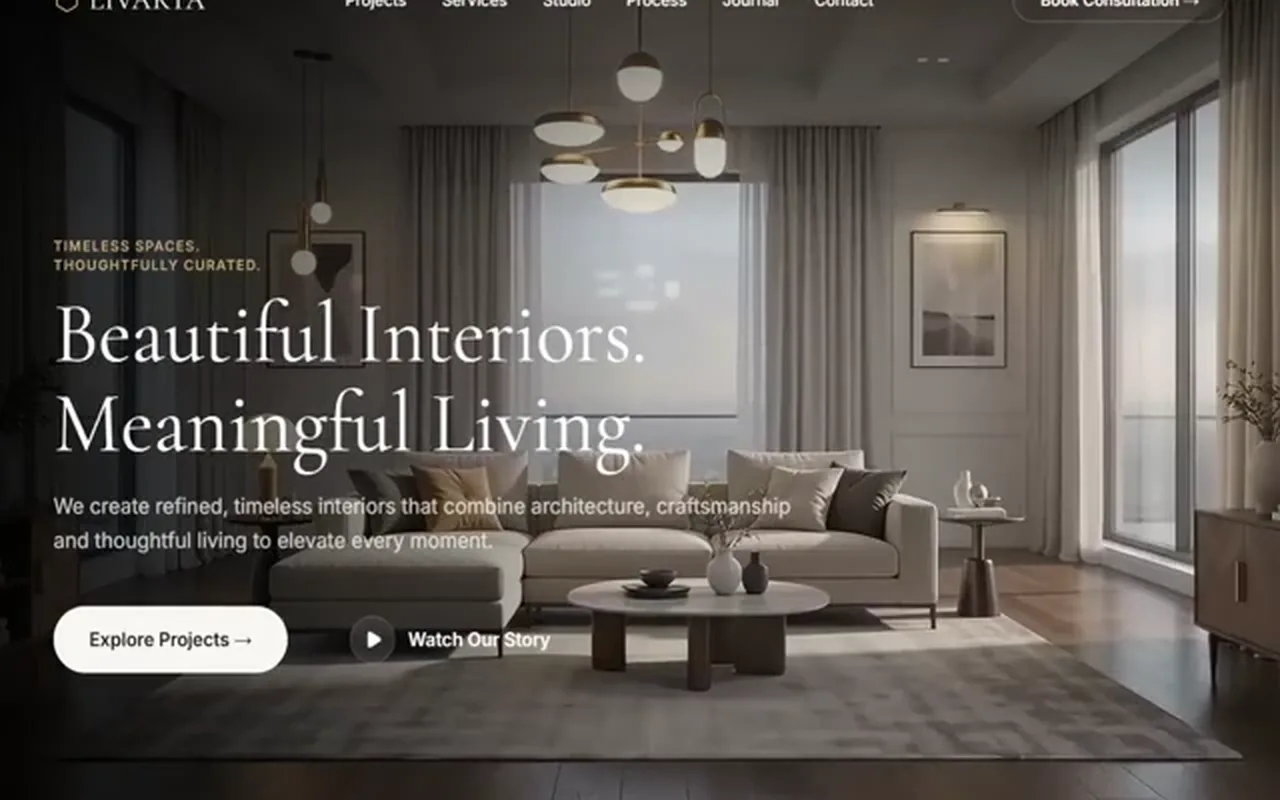 LIVARTA
Projects Services Studio Process Journal Contact
Book Consultation →
TIMELESS SPACES.
THOUGHTFULLY CURATED.
Beautiful Interiors.
Meaningful Living.
We create refined, timeless interiors that combine architecture, craftsmanship
and thoughtful living to elevate every moment.
Explore Projects →
Watch Our Story